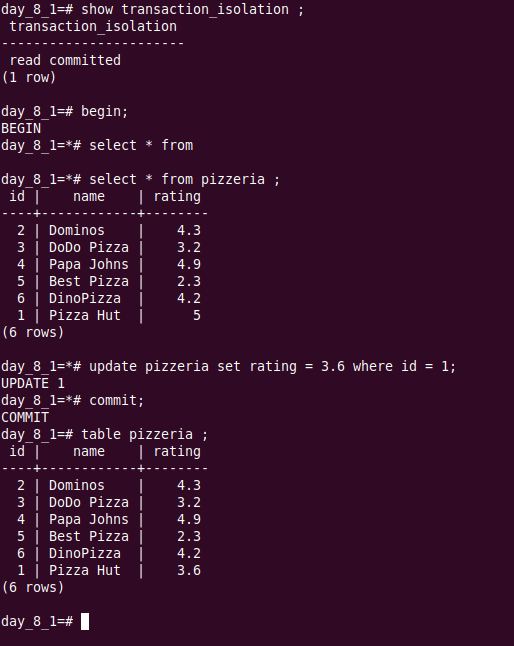 day_8_1=# show transaction_isolation ;
 transaction_isolation
-----------------------
 read committed
(1 row)

day_8_1=# begin;
BEGIN
day_8_1=*# select * from

day_8_1=*# select * from pizzeria ;
 id |    name    | rating
----+------------+--------
  2 | Dominos    |    4.3
  3 | DoDo Pizza |    3.2
  4 | Papa Johns |    4.9
  5 | Best Pizza |    2.3
  6 | DinoPizza  |    4.2
  1 | Pizza Hut  |      5
(6 rows)

day_8_1=*# update pizzeria set rating = 3.6 where id = 1;
UPDATE 1
day_8_1=*# commit;
COMMIT
day_8_1=# table pizzeria ;
 id |    name    | rating
----+------------+--------
  2 | Dominos    |    4.3
  3 | DoDo Pizza |    3.2
  4 | Papa Johns |    4.9
  5 | Best Pizza |    2.3
  6 | DinoPizza  |    4.2
  1 | Pizza Hut  |    3.6
(6 rows)

day_8_1=#